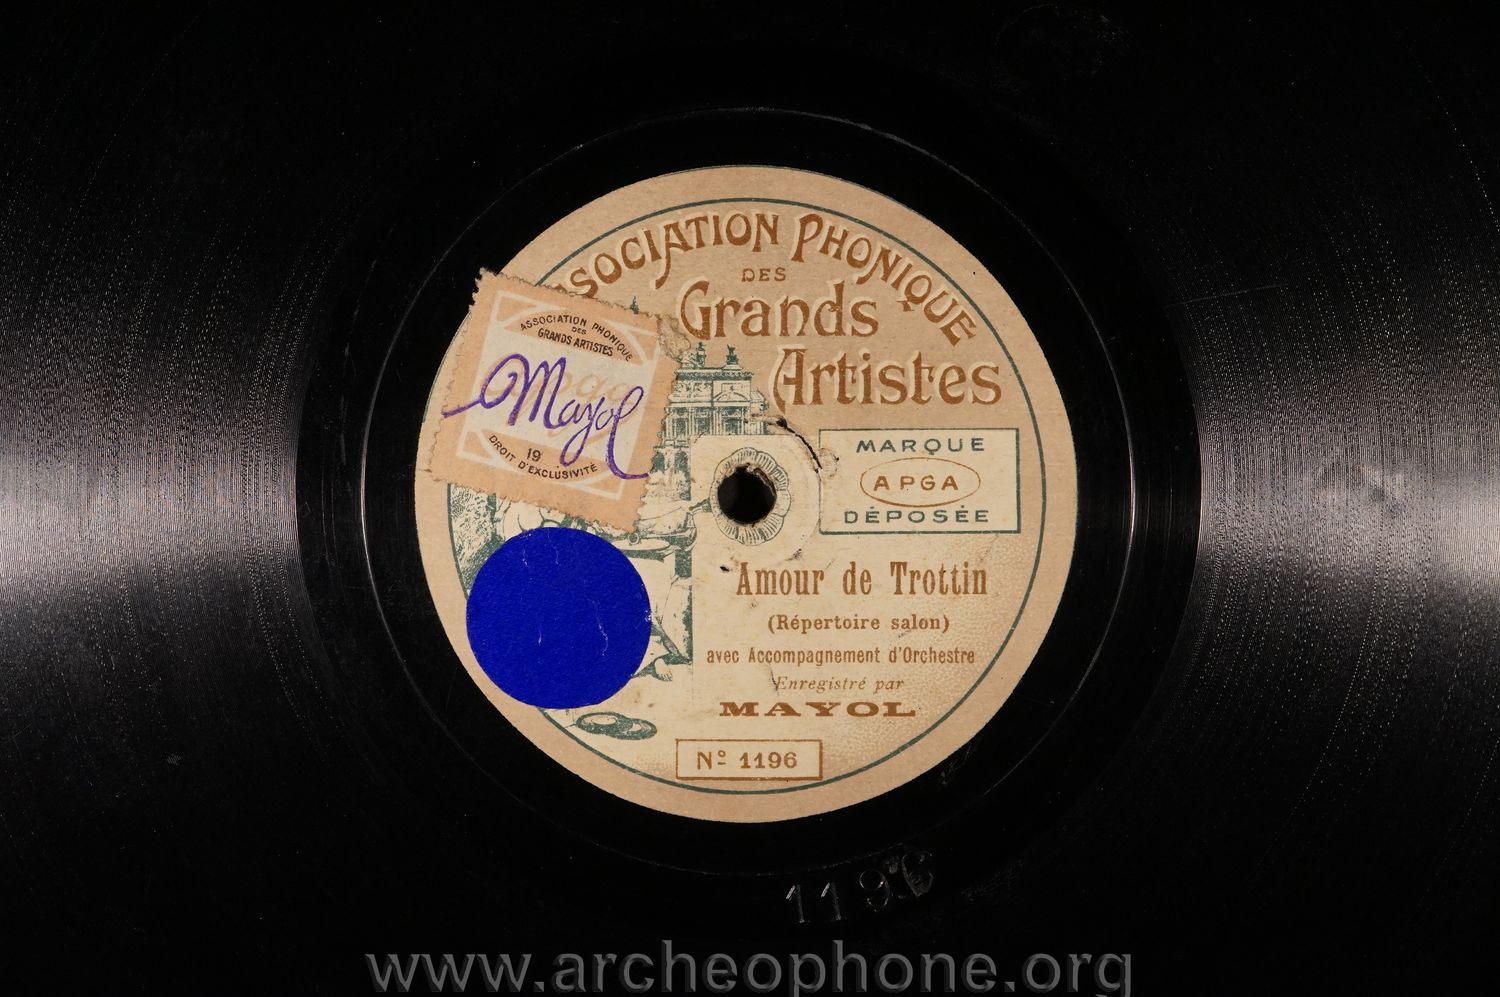 SSOCIATION PHONIQUE
DES
Grands
Artistes
ASSOCIATION PHONIQUE
DES
GRANDS ARTISTES
Mayol
19
DROIT D'EXCLUSIVITÉ
MARQUE
APGA
DÉPOSÉE
Amour de Trottin
(Répertoire salon)
avec Accompagnement d'Orchestre
Enregistré par
MAYOL
Nº 1196
1196
www.archeophone.org